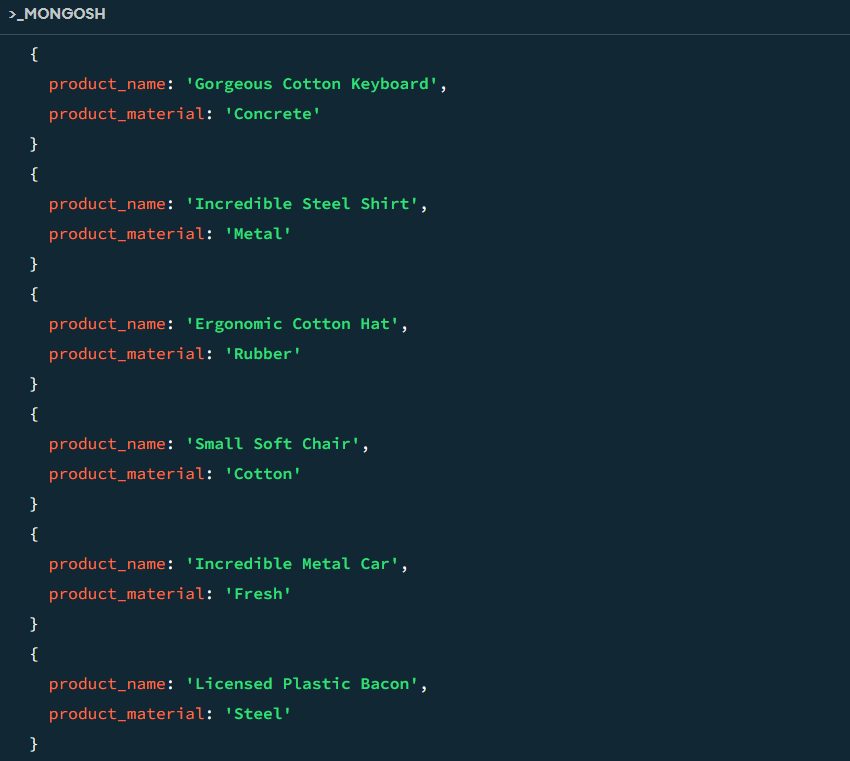 >_MONGOSH
{
product_name: 'Gorgeous Cotton Keyboard',
product_material: 'Concrete'
}
{
product_name: 'Incredible Steel Shirt',
product_material: 'Metal'
}
{
product_name: 'Ergonomic Cotton Hat',
product_material: 'Rubber'
}
{
product_name: 'Small Soft Chair',
product_material: 'Cotton'
}
{
product_name: 'Incredible Metal Car',
product_material: 'Fresh'
}
{
product_name: 'Licensed Plastic Bacon',
product_material: 'Steel'
}